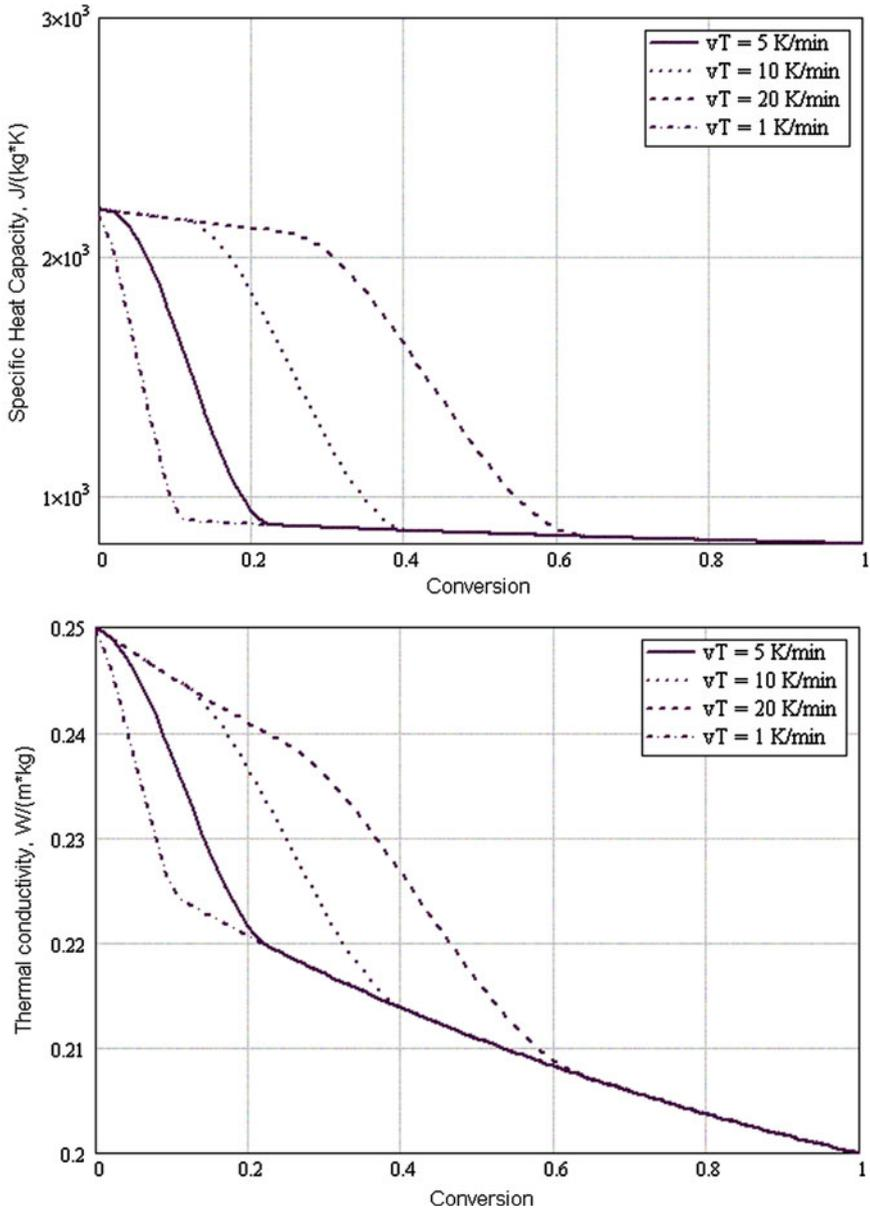 3×10³
vT = 5 K/min
vT = 10 K/min
vT = 20 K/min
vT = 1 K/min
Specific Heat Capacity, J/(kg*K)
2×10³
1×10³
0 0.2 0.4 0.6 0.8 1
Conversion
0.25
vT = 5 K/min
vT = 10 K/min
vT = 20 K/min
vT = 1 K/min
0.24
Thermal conductivity, W/(m*kg)
0.23
0.22
0.21
0.2
0 0.2 0.4 0.6 0.8 1
Conversion